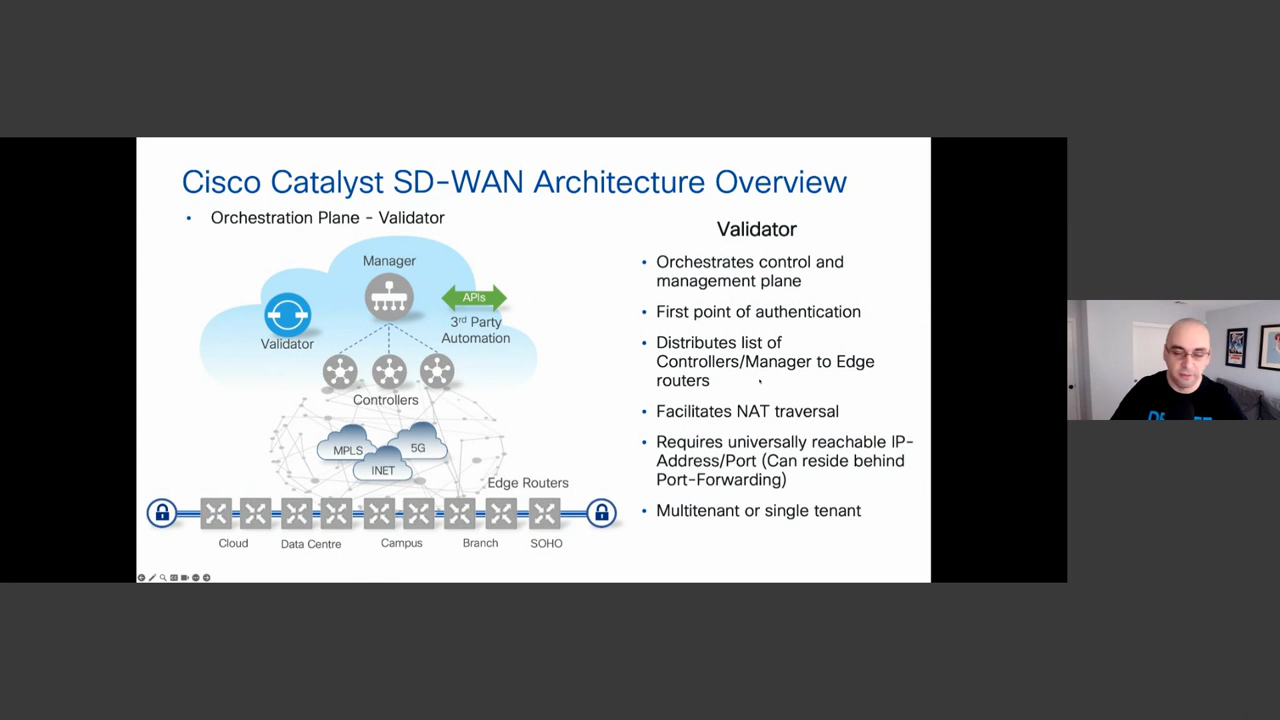 Cisco Catalyst SD-WAN Architecture Overview
• Orchestration Plane - Validator
Manager
APIs
3rd Party
Automation
Validator
Controllers
MPLS
5G
INET
Edge Routers
Cloud
Data Centre
Campus
Branch
SOHO
Validator
• Orchestrates control and
management plane
• First point of authentication
• Distributes list of
Controllers/Manager to Edge
routers
• Facilitates NAT traversal
• Requires universally reachable IP-
Address/Port (Can reside behind
Port-Forwarding)
• Multitenant or single tenant